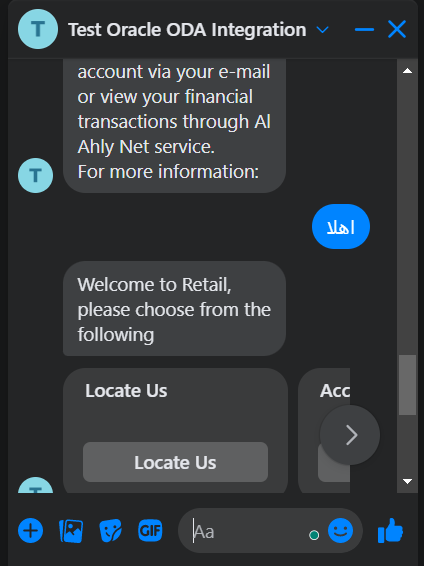 T
Test Oracle ODA Integration
account via your e-mail
or view your financial
transactions through Al
Ahly Net service.
For more information:
T
اهلا
Welcome to Retail,
please choose from the
following
Locate Us
Acc
Locate Us
GIF
Aa